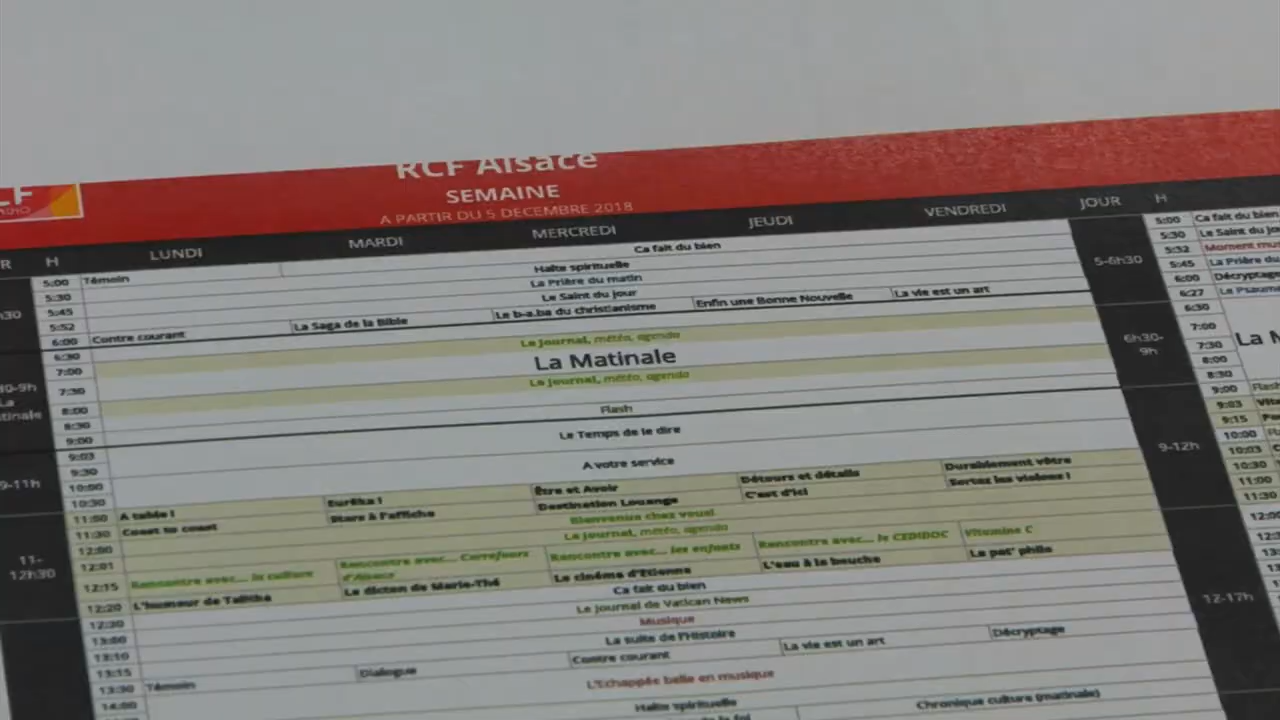 RCF Alsace
SEMAINE
A PARTIR DU 5 DECEMBRE 2018
H LUNDI MARDI MERCREDI JEUDI VENDREDI JOUR H
5:00 Témoin Ca fait du bien
5:30 Halte spirituelle
5:45 La Prière du matin
5:52 Le Saint du jour
6:00 Contre courant La Saga de la Bible Le b-a.ba du christianisme Enfin une Bonne Nouvelle La vie est un art
6:30 Le journal, météo, agenda
7:00 La Matinale
7:30 Le journal, météo, agenda
8:00
8:30 Flash
9:00
9:03 Le Temps de le dire
9:30
10:00 A votre service
10:30
11:00 A table ! Eurêka ! Être et Avoir Détours et détails Durablement vôtre
11:30 Coast to coast Stars à l'affiche Destination Louange C'est d'ici Sortez les violons !
12:00 Bienvenue chez vous!
12:01 Le journal, météo, agenda
12:15 Rencontre avec... la culture Rencontre avec... Carrefours d'Alsace Rencontre avec... les enfants Rencontre avec... le CEDIDOC Vitamine C
12:20 L'humeur de Talitha Le dicton de Marie-Thé Le cinéma d'Etienne L'eau à la bouche La pat' philo
12:30 Ca fait du bien
13:00 Le journal de Vatican News
13:10 Musique
13:15 La suite de l'Histoire
13:30 Témoin Dialogue Contre courant La vie est un art Décryptage
14:00 L'Echappée belle en musique
Halte spirituelle Chronique culture (matinale)
11-12h30
9-11h
5-6h30
6h30-9h
9-12h
12-17h
5:00 Ca fait du bien
5:30 Le Saint du
5:32 Moment
5:45 La Prière
6:00 Décryptage
6:27 Le Psaume
6:30
7:00
7:30 La
8:00
8:30
9:00
9:03
9:15
10:00
10:03
10:30
11:00
11:30